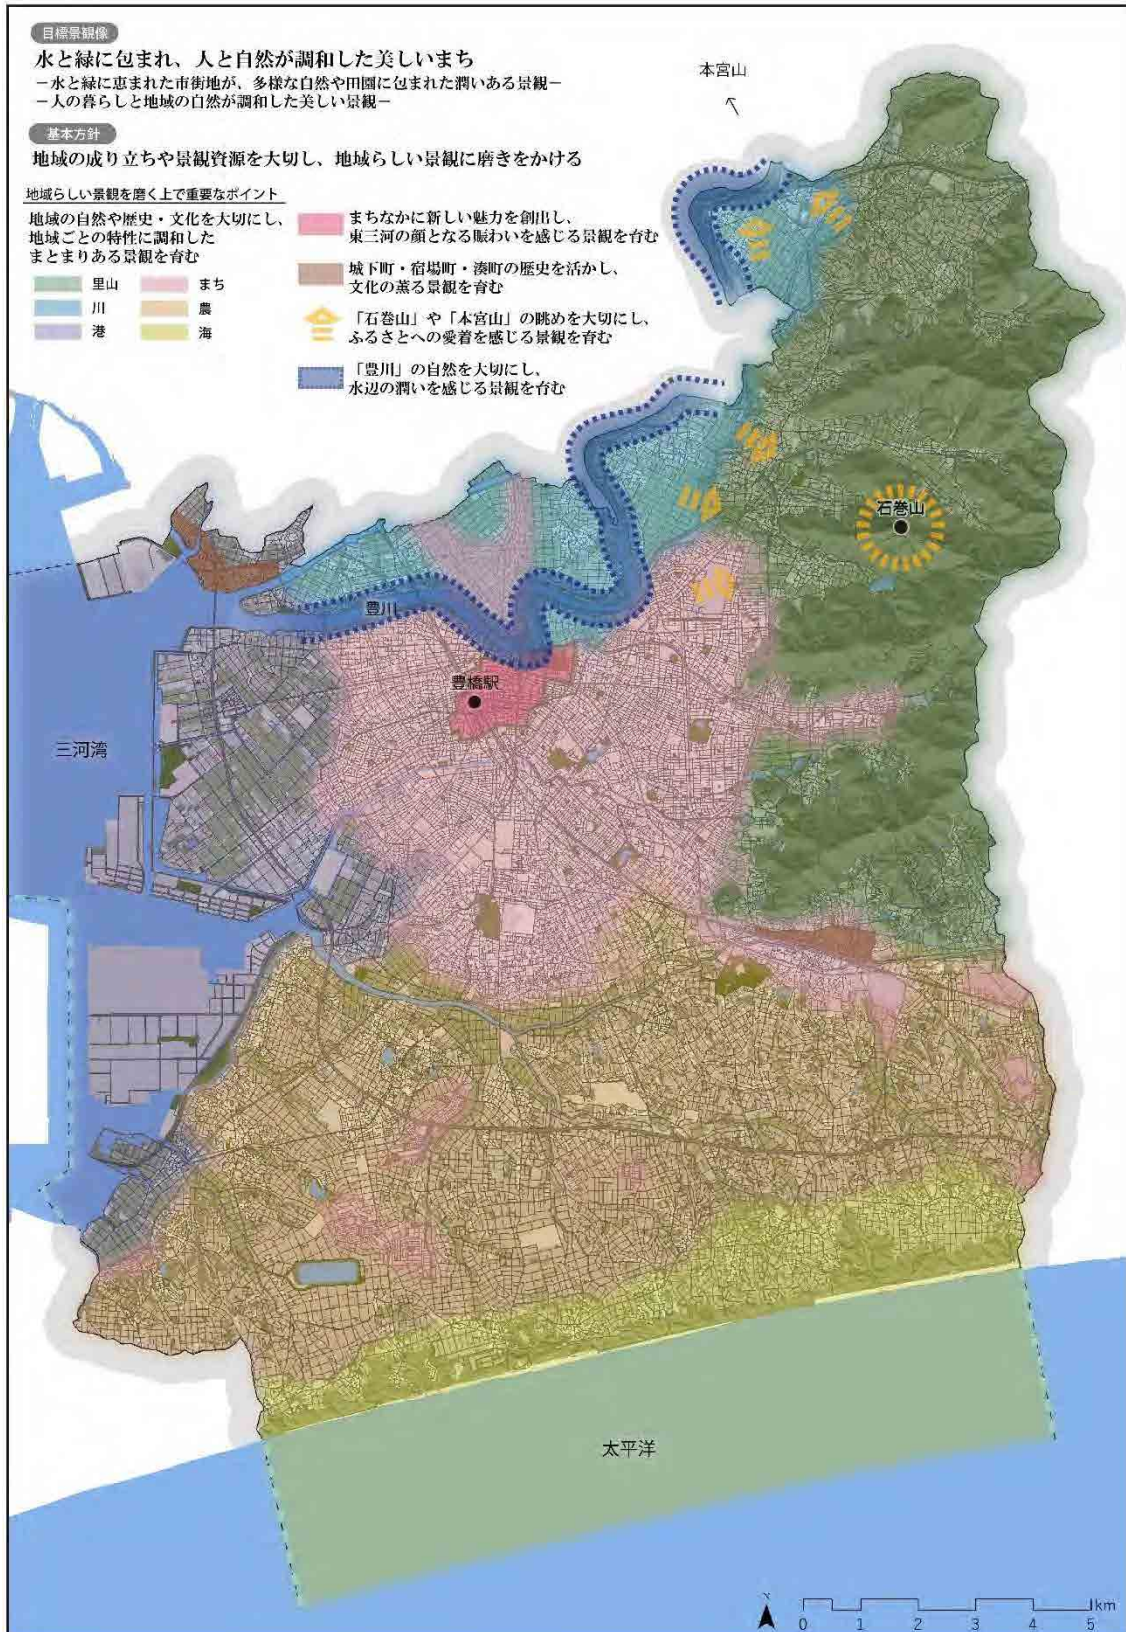 目標景観像
水と緑に包まれ、人と自然が調和した美しいまち
－水と緑に恵まれた市街地が、多様な自然や田園に包まれた潤いある景観－
－人の暮らしと地域の自然が調和した美しい景観－
基本方針
地域の成り立ちや景観資源を大切し、地域らしい景観に磨きをかける
地域らしい景観を磨く上で重要なポイント
地域の自然や歴史・文化を大切にし、
地域ごとの特性に調和した
まとまりある景観を育む
里山
まち
川
農
港
海
まちなかに新しい魅力を創出し、
東三河の顔となる賑わいを感じる景観を育む
城下町・宿場町・湊町の歴史を活かし、
文化の薫る景観を育む
「石巻山」や「本宮山」の眺めを大切にし、
ふるさとへの愛着を感じる景観を育む
「豊川」の自然を大切にし、
水辺の潤いを感じる景観を育む
本宮山
石巻山
豊川
豊橋駅
三河湾
太平洋
N
km
0 1 2 3 4 5